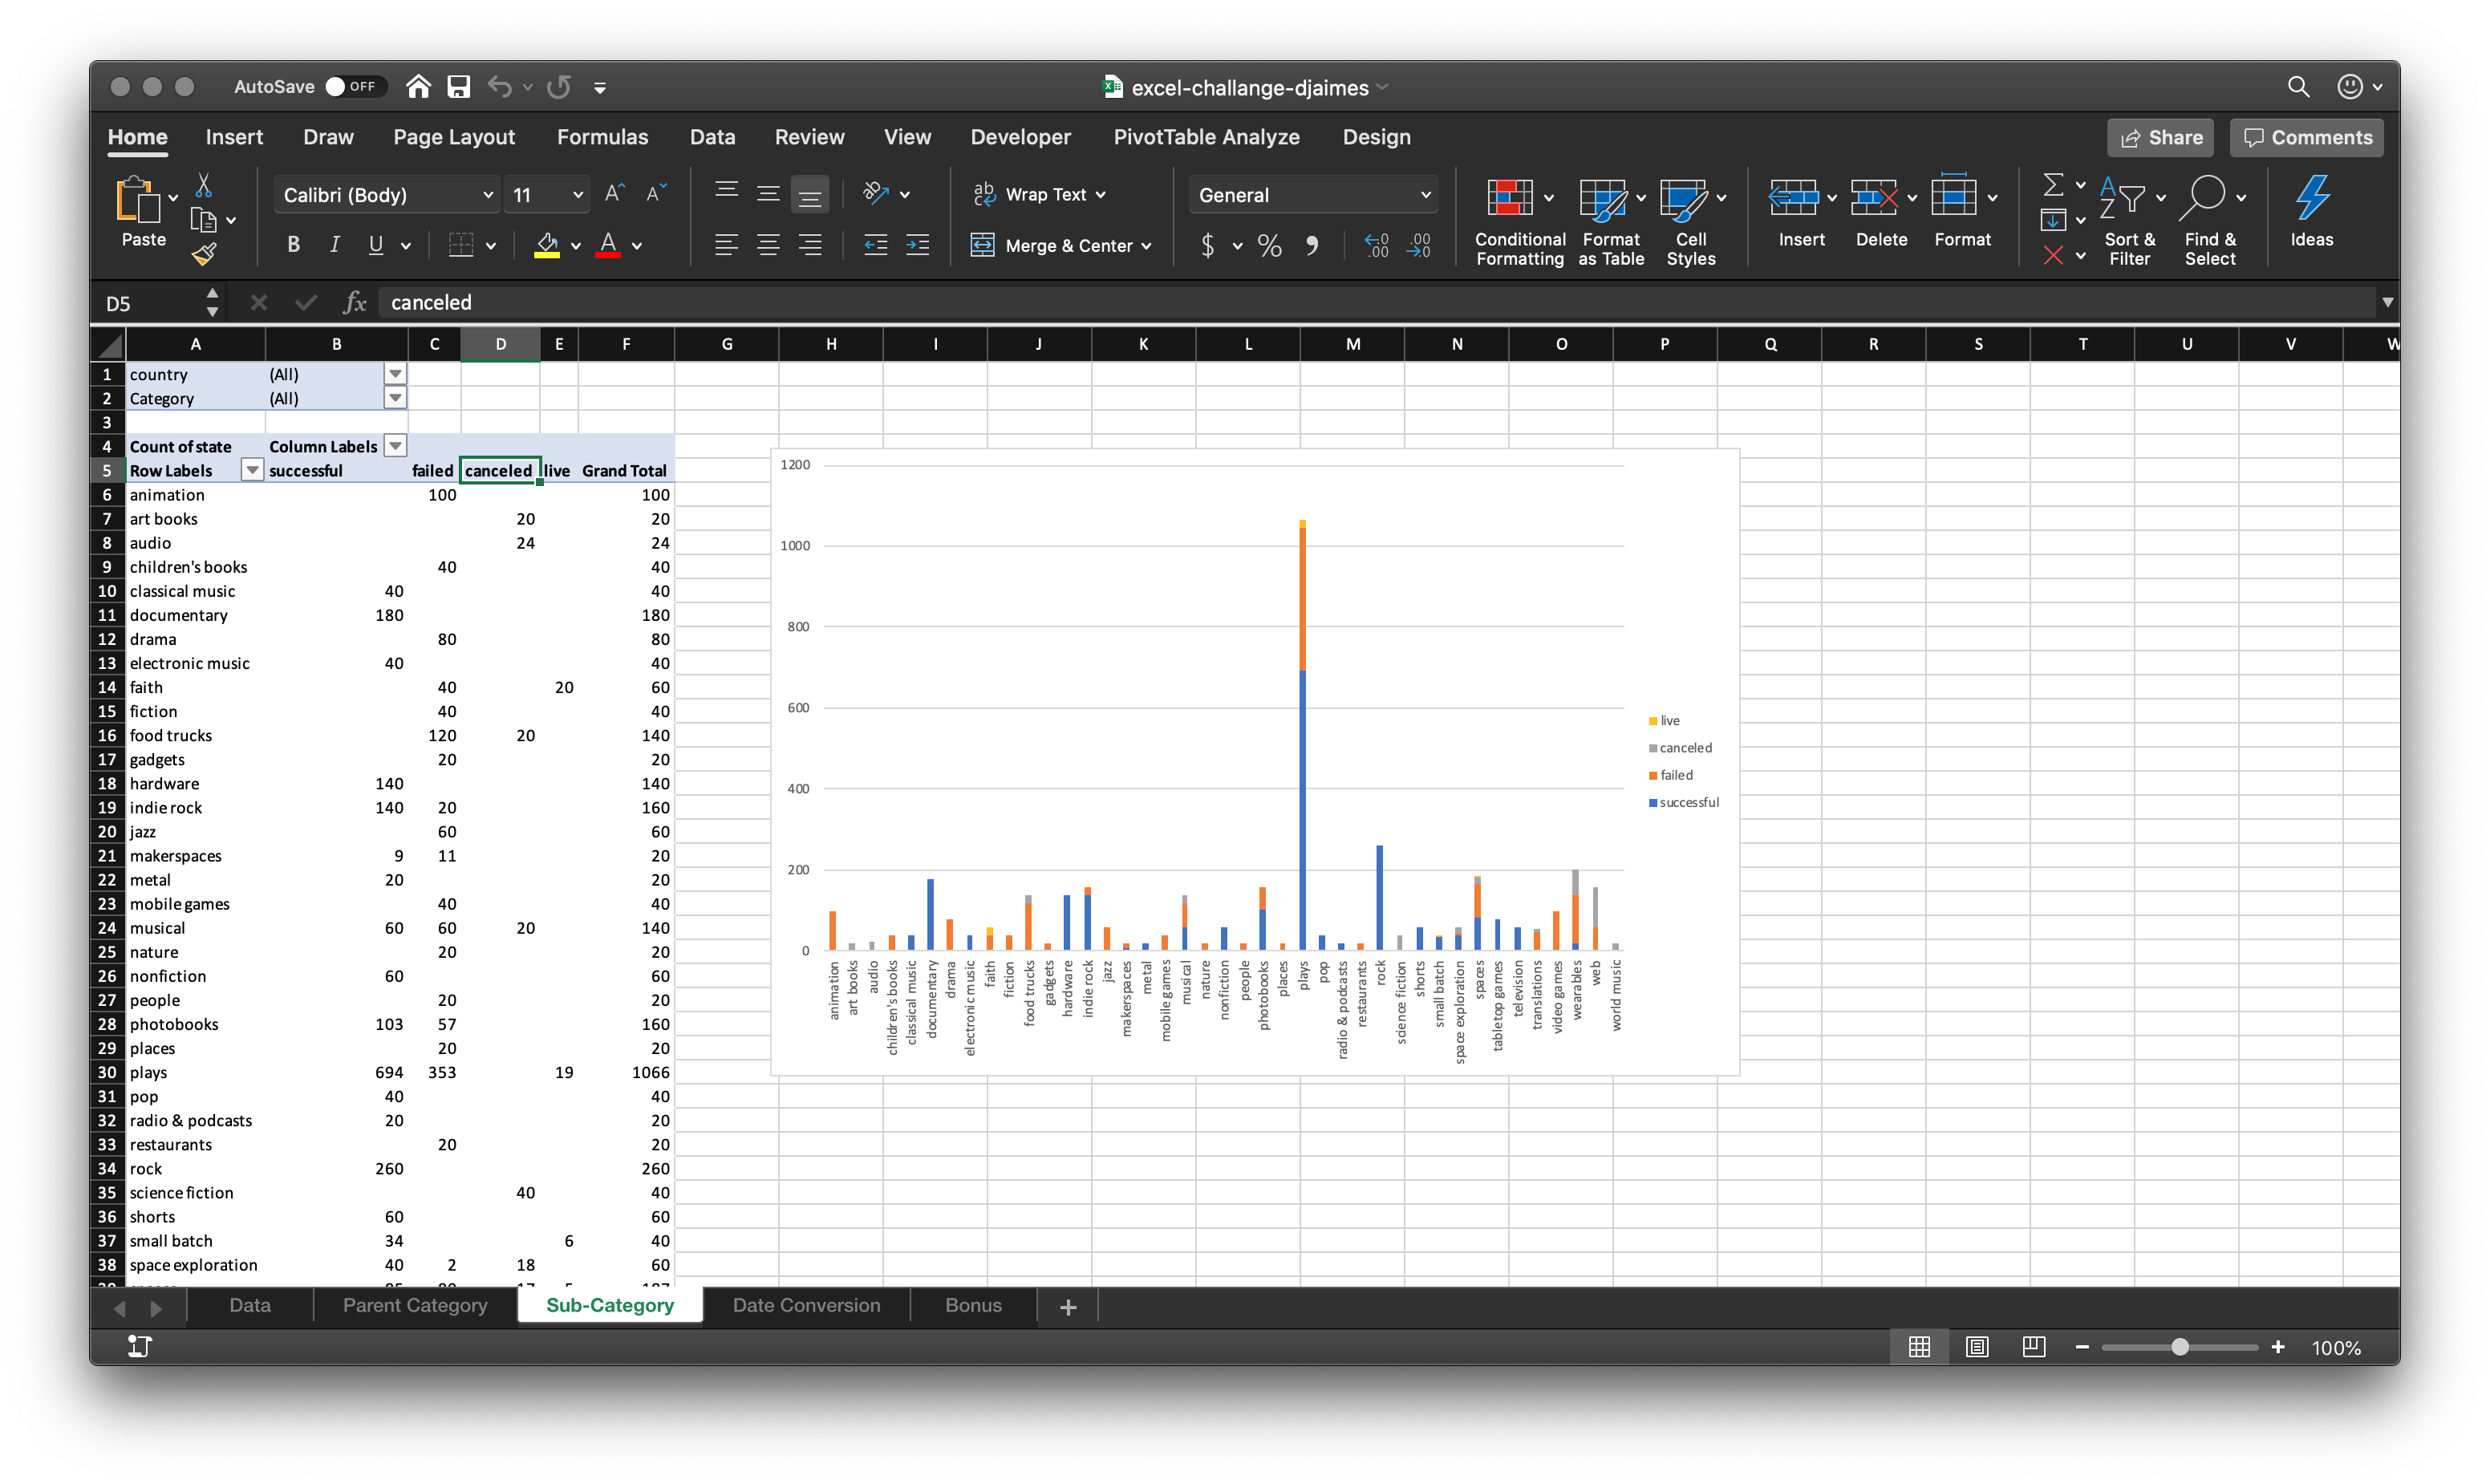 AutoSave OFF excel-challange-djaimes
Home Insert Draw Page Layout Formulas Data Review View Developer PivotTable Analyze Design Share Comments
Paste Calibri (Body) 11 A A ab Wrap Text General
B I U A Merge & Center $ % Conditional Formatting Format as Table Cell Styles Insert Delete Format Sort & Filter Find & Select Ideas
D5 fx canceled
A B C D E F G H I J K L M N O P Q R S T U V W
1 country (All)
2 Category (All)
3
4 Count of state Column Labels
5 Row Labels successful failed canceled live Grand Total
6 animation 100 100
7 art books 20 20
8 audio 24 24
9 children's books 40 40
10 classical music 40 40
11 documentary 180 180
12 drama 80 80
13 electronic music 40 40
14 faith 40 20 60
15 fiction 40 40
16 food trucks 120 20 140
17 gadgets 20 20
18 hardware 140 140
19 indie rock 140 20 160
20 jazz 60 60
21 makerspaces 9 11 20
22 metal 20 20
23 mobile games 40 40
24 musical 60 60 20 140
25 nature 20 20
26 nonfiction 60 60
27 people 20 20
28 photobooks 103 57 160
29 places 20 20
30 plays 694 353 19 1066
31 pop 40 40
32 radio & podcasts 20 20
33 restaurants 20 20
34 rock 260 260
35 science fiction 40 40
36 shorts 60 60
37 small batch 34 6 40
38 space exploration 40 2 18 60
1200
1000
800
600
400
200
0
live
canceled
failed
successful
animation
art books
audio
children's books
classical music
documentary
drama
electronic music
faith
fiction
food trucks
gadgets
hardware
indie rock
jazz
makerspaces
metal
mobile games
musical
nature
nonfiction
people
photobooks
places
plays
pop
radio & podcasts
restaurants
rock
science fiction
shorts
small batch
space exploration
spaces
tabletop games
television
translations
video games
wearables
web
world music
Data Parent Category Sub-Category Date Conversion Bonus +
100%